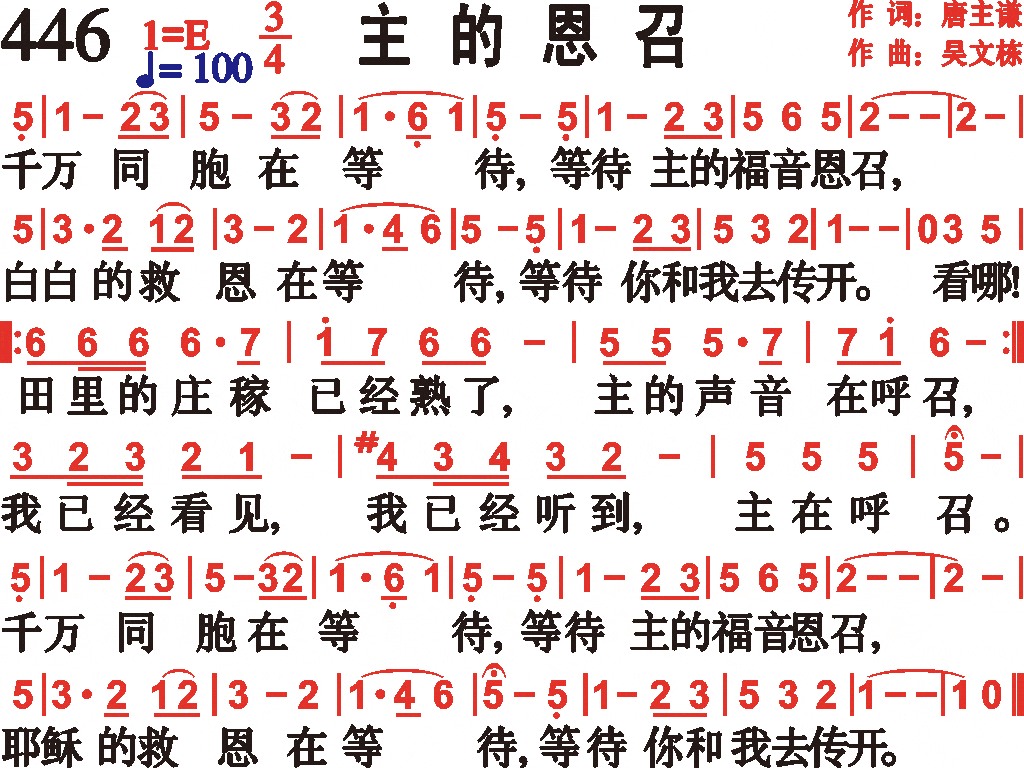 446 1=E 3/4 主的恩召 作 词：唐主谦
♩= 100 作 曲：吴文栋
5|1 - 23|5 - 32|1 · 6 1|5 - 5|1 - 2 3|5 6 5|2 - -|2 -|
千万 同 胞 在 等 待, 等待 主的福音恩召,
5|3 · 2 12|3 - 2|1 · 4 6|5 - 5|1 - 2 3|5 3 2|1 - -|03 5|
白白 的救 恩 在等 待, 等待 你和我去传开。 看哪!
‖:6 6 6 6 · 7|1 7 6 6 -|5 5 5 · 7|7 1 6 -:‖
田里的庄稼 已经熟了, 主的声音 在呼召,
3 2 3 2 1 -|#4 3 4 3 2 -|5 5 5|5 -|
我已经看见, 我已经听到, 主在呼 召。
5|1 - 23|5 - 32|1 · 6 1|5 - 5|1 - 2 3|5 6 5|2 - -|2 -|
千万 同 胞在 等 待, 等待 主的福音恩召,
5|3 · 2 12|3 - 2|1 · 4 6|5 - 5|1 - 2 3|5 3 2|1 - -|1 0‖
耶稣 的救 恩 在等 待, 等待 你和 我去传开。